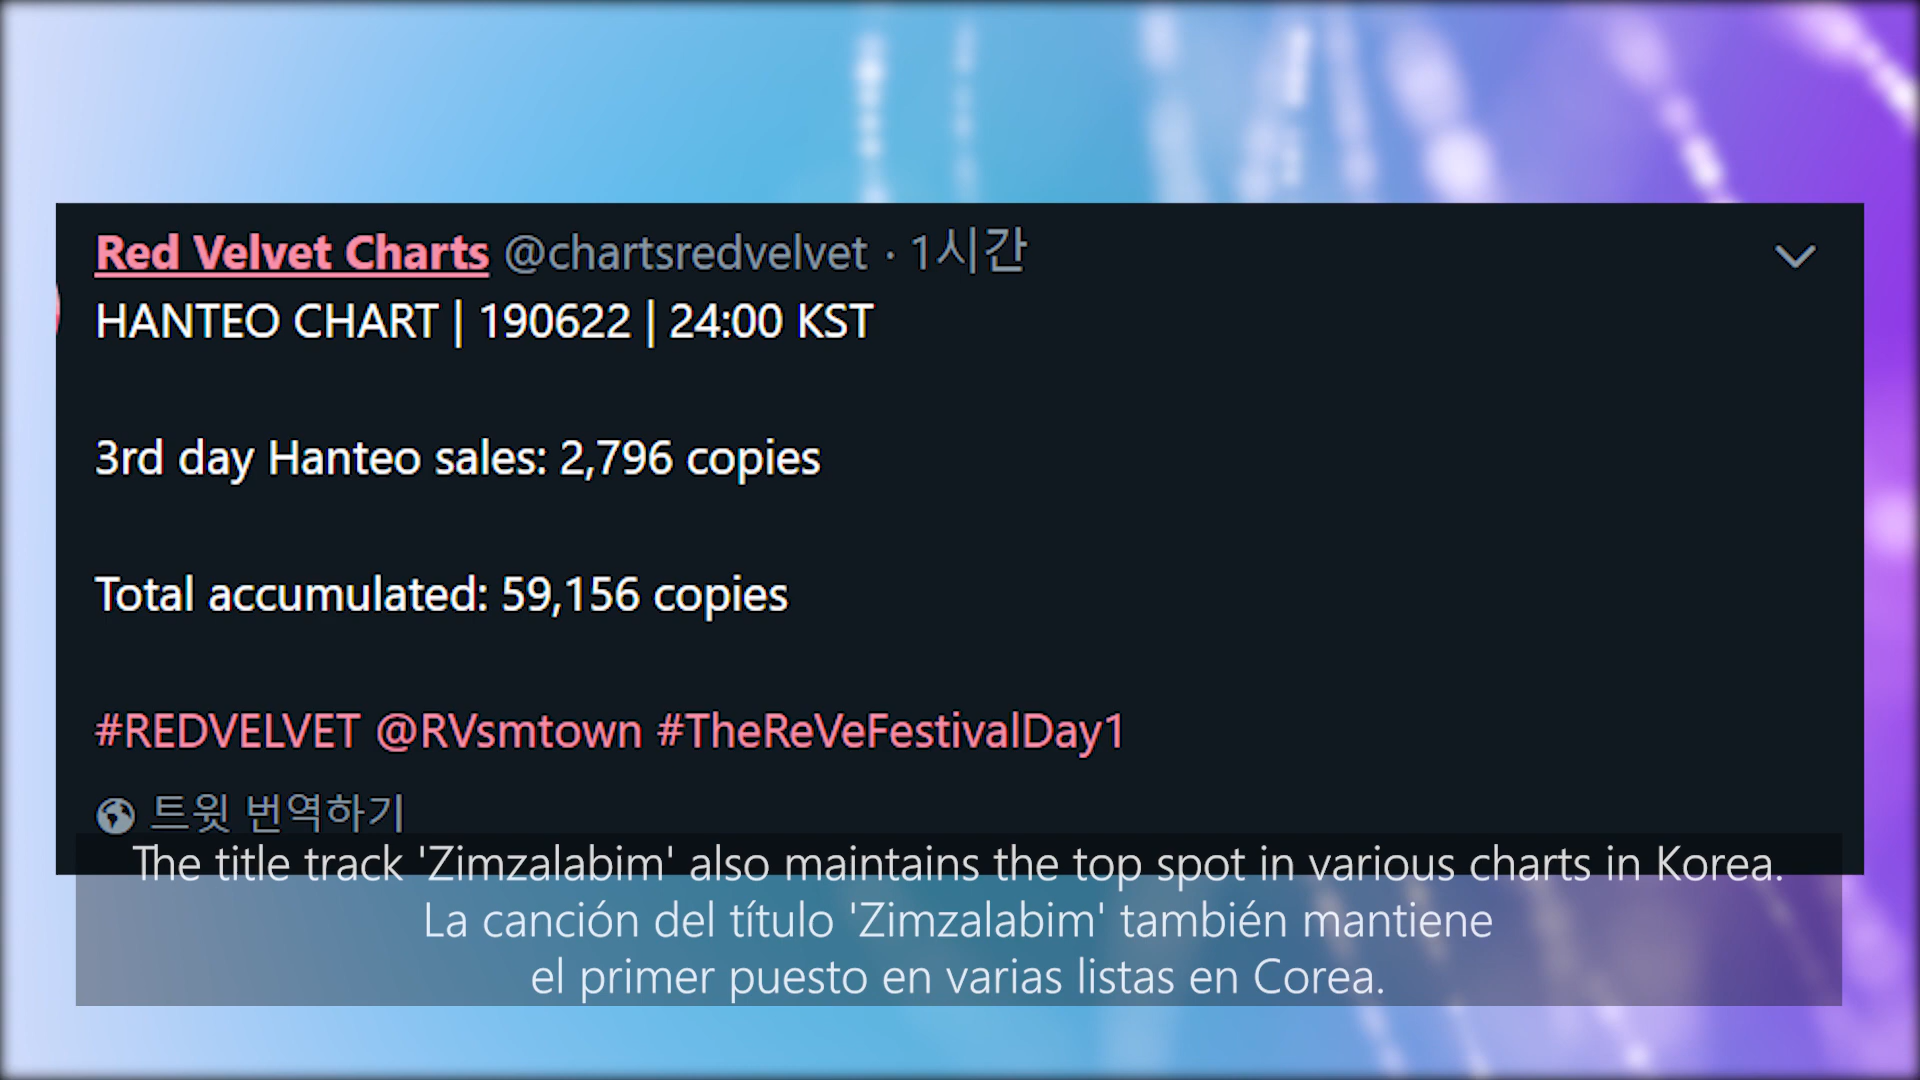 Red Velvet Charts @chartsredvelvet · 1시간
HANTEO CHART | 190622 | 24:00 KST
3rd day Hanteo sales: 2,796 copies
Total accumulated: 59,156 copies
#REDVELVET @RVsmtown #TheReVeFestivalDay1
트윗 번역하기
The title track 'Zimzalabim' also maintains the top spot in various charts in Korea.
La canción del título 'Zimzalabim' también mantiene
el primer puesto en varias listas en Corea.